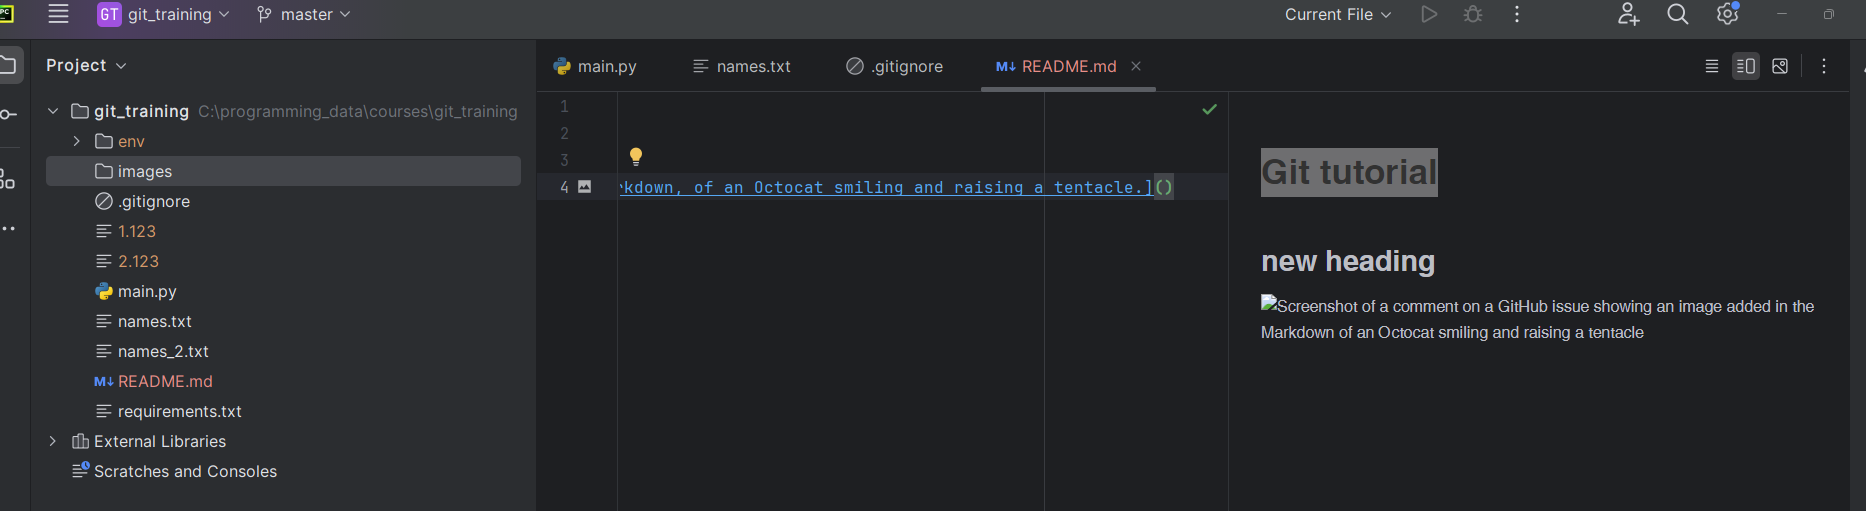 PC
GT git_training master Current File
Project
main.py names.txt .gitignore M↓ README.md
git_training C:\programming_data\courses\git_training
env
images
.gitignore
1.123
2.123
main.py
names.txt
names_2.txt
M↓ README.md
requirements.txt
External Libraries
Scratches and Consoles
1
2
3
4 kdown, of an Octocat smiling and raising a tentacle.]()
Git tutorial
new heading
Screenshot of a comment on a GitHub issue showing an image added in the
Markdown of an Octocat smiling and raising a tentacle